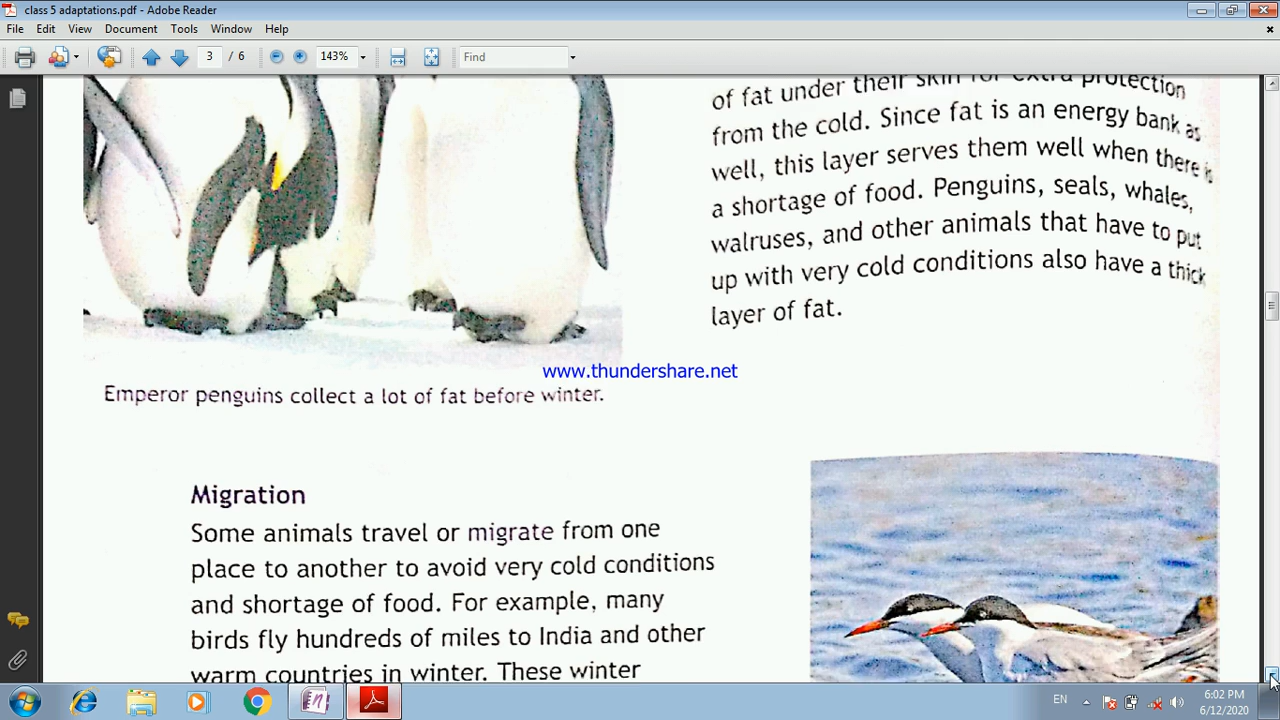 class 5 adaptations.pdf - Adobe Reader
File Edit View Document Tools Window Help
3 / 6 143% Find
of fat under their skin for extra protection
from the cold. Since fat is an energy bank as
well, this layer serves them well when there is
a shortage of food. Penguins, seals, whales,
walruses, and other animals that have to put
up with very cold conditions also have a thick
layer of fat.
www.thundershare.net
Emperor penguins collect a lot of fat before winter.
Migration
Some animals travel or migrate from one
place to another to avoid very cold conditions
and shortage of food. For example, many
birds fly hundreds of miles to India and other
warm countries in winter. These winter
EN 6:02 PM
6/12/2020